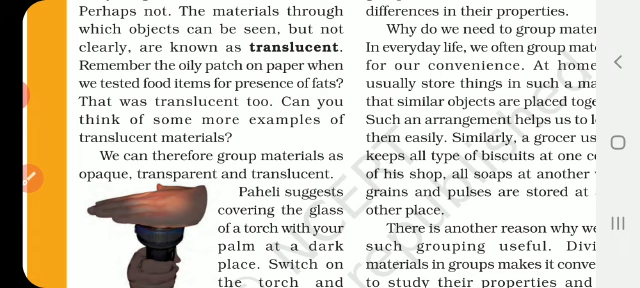 Perhaps not. The materials through
which objects can be seen, but not
clearly, are known as translucent.
Remember the oily patch on paper when
we tested food items for presence of fats?
That was translucent too. Can you
think of some more examples of
translucent materials?
We can therefore group materials as
opaque, transparent and translucent.
Paheli suggests
covering the glass
of a torch with your
palm at a dark
place. Switch on
the torch and
differences in their properties.
Why do we need to group
In everyday life, we often group
for our convenience. At home
usually store things in such a
that similar objects are placed
Such an arrangement helps us to
them easily. Similarly, a grocer
keeps all type of biscuits at one
of his shop, all soaps at another
grains and pulses are stored at
other place.
There is another reason why
such grouping useful.
materials in groups makes it
to study their properties and
© NCERT
republished